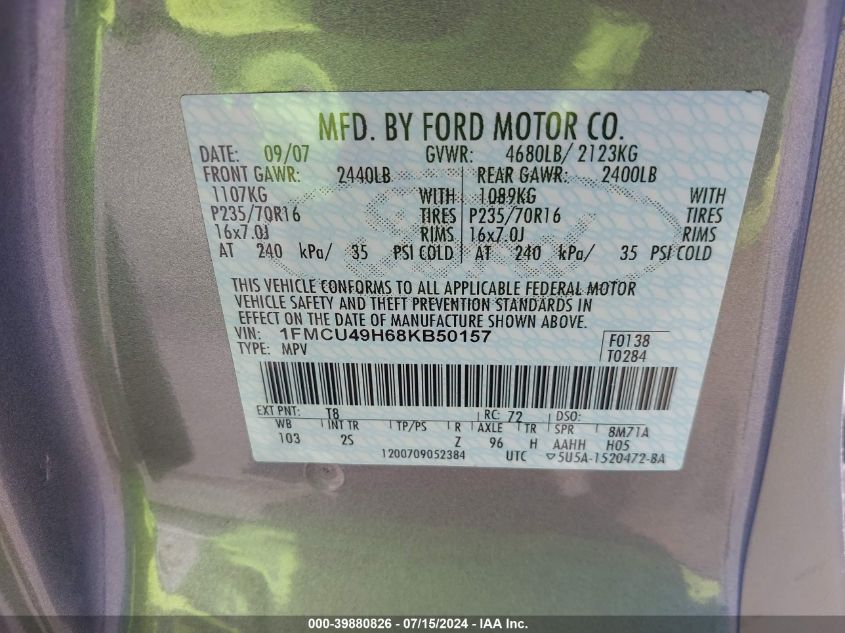 MFD. BY FORD MOTOR CO.
DATE: 09/07 GVWR: 4680LB/ 2123KG
FRONT GAWR: 2440LB REAR GAWR: 2400LB
1107KG WITH 1089KG WITH
P235/70R16 TIRES P235/70R16 TIRES
16x7.0J RIMS 16x7.0J RIMS
AT 240 kPa/ 35 PSI COLD AT 240 kPa/ 35 PSI COLD
THIS VEHICLE CONFORMS TO ALL APPLICABLE FEDERAL MOTOR
VEHICLE SAFETY AND THEFT PREVENTION STANDARDS IN
EFFECT ON THE DATE OF MANUFACTURE SHOWN ABOVE.
VIN: 1FMCU49H68KB50157 F0138
TYPE: MPV T0284
EXT PNT: T8 RC: 72 DSO:
WB INT TR TP/PS R AXLE TR SPR 8M71A
103 2S Z 96 H AAHH H05
1200709052384 UTC ▽5U5A-1520472-BA
000-39880826 - 07/15/2024 - IAA Inc.